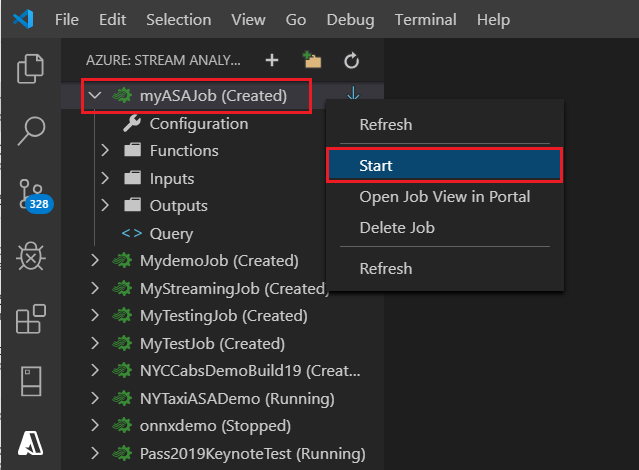 File Edit Selection View Go Debug Terminal Help
AZURE: STREAM ANALY...
myASAJob (Created)
Configuration
Functions
Inputs
Outputs
<> Query
MydemoJob (Created)
MyStreamingJob (Created)
MyTestingJob (Created)
MyTestJob (Created)
NYCCabsDemoBuild19 (Creat...
NYTaxiASADemo (Running)
onnxdemo (Stopped)
Pass2019KeynoteTest (Running)
Refresh
Start
Open Job View in Portal
Delete Job
Refresh
328